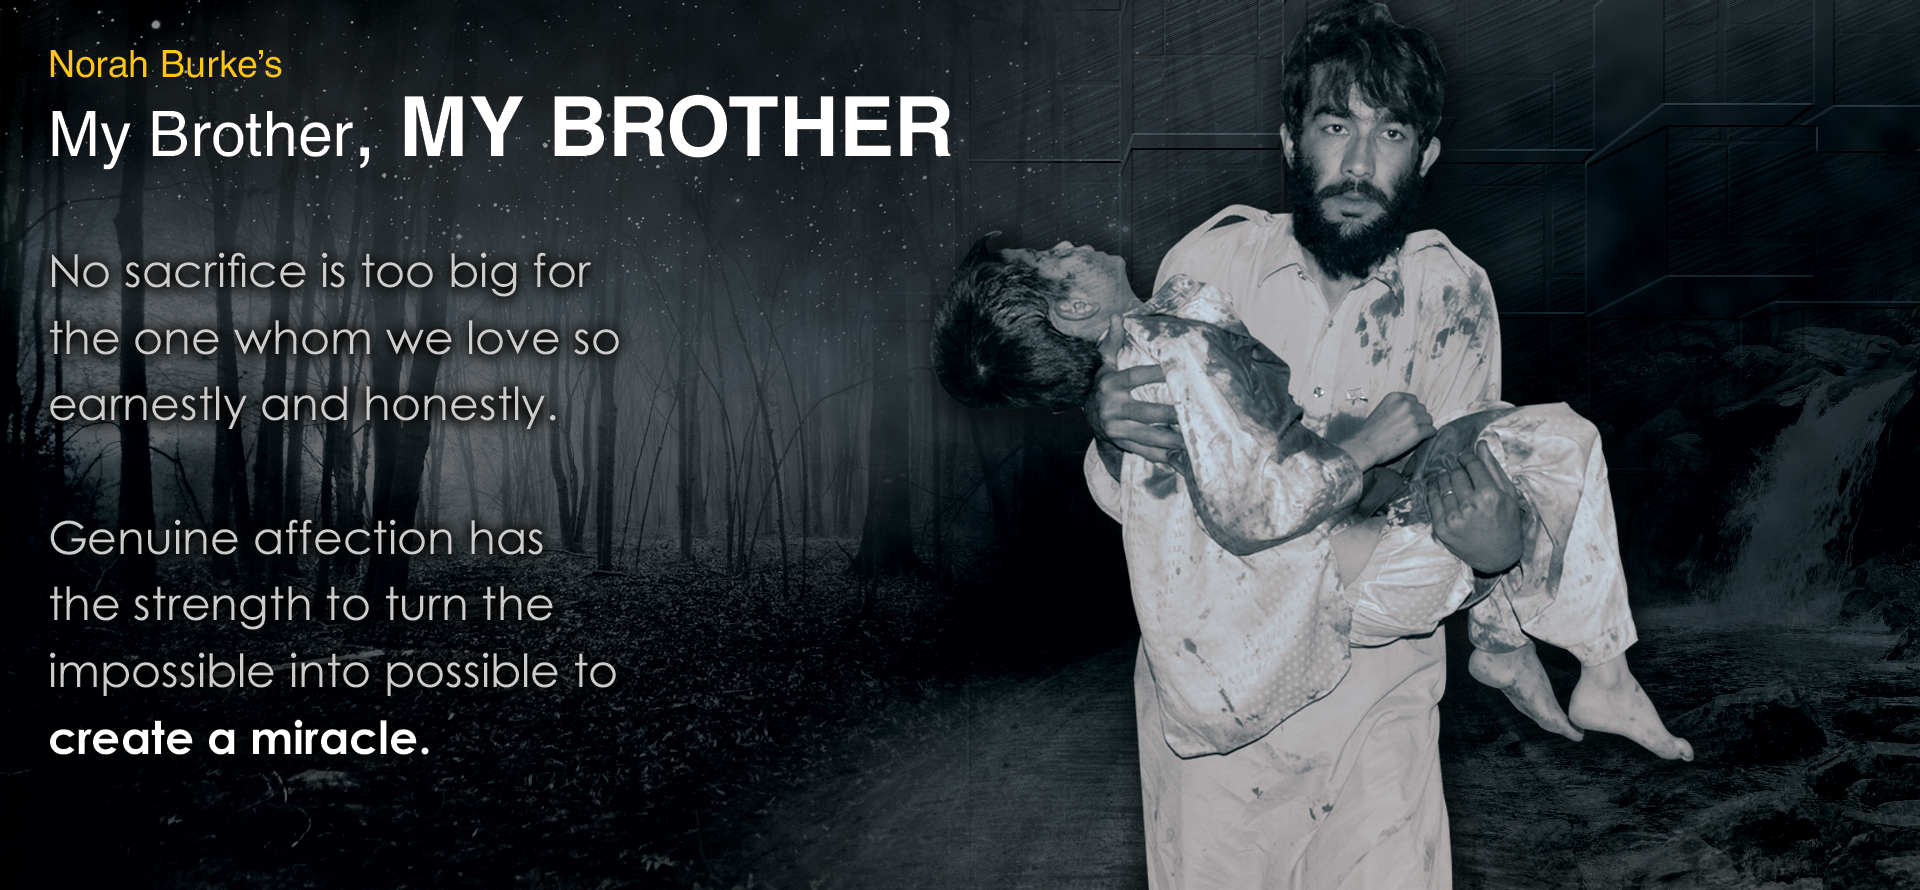 Norah Burke’s
My Brother, MY BROTHER
No sacrifice is too big for
the one whom we love so
earnestly and honestly.
Genuine affection has
the strength to turn the
impossible into possible to
create a miracle.